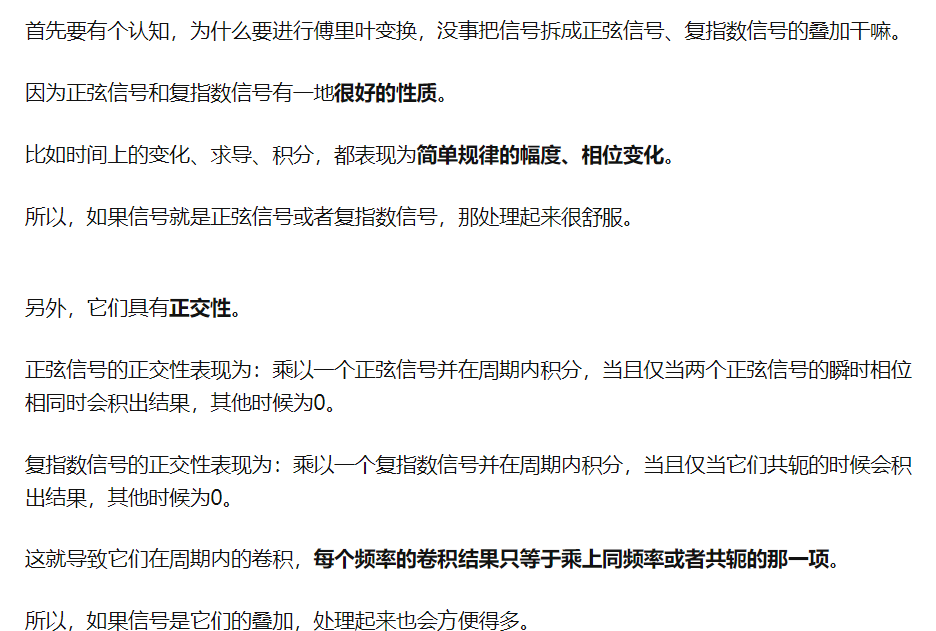 首先要有个认知，为什么要进行傅里叶变换，没事把信号拆成正弦信号、复指数信号的叠加干嘛。
因为正弦信号和复指数信号有一地很好的性质。
比如时间上的变化、求导、积分，都表现为简单规律的幅度、相位变化。
所以，如果信号就是正弦信号或者复指数信号，那处理起来很舒服。
另外，它们具有正交性。
正弦信号的正交性表现为：乘以一个正弦信号并在周期内积分，当且仅当两个正弦信号的瞬时相位
相同时会积出结果，其他时候为0。
复指数信号的正交性表现为：乘以一个复指数信号并在周期内积分，当且仅当它们共轭的时候会积
出结果，其他时候为0。
这就导致它们在周期内的卷积，每个频率的卷积结果只等于乘上同频率或者共轭的那一项。
所以，如果信号是它们的叠加，处理起来也会方便得多。